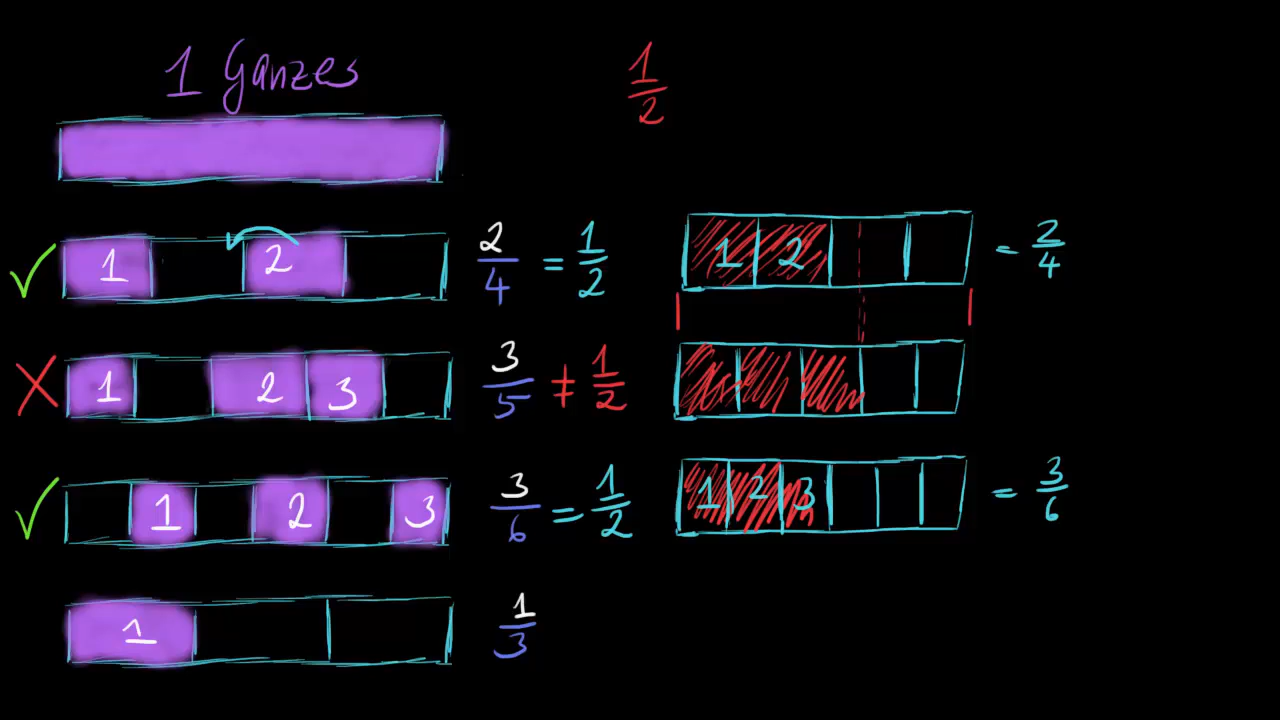 1 Ganzes
1/2
✓ 1 2 2/4 = 1/2 1 2 = 2/4
X 1 2 3 3/5 ≠ 1/2
✓ 1 2 3 3/6 = 1/2 1 2 3 = 3/6
1 1/3